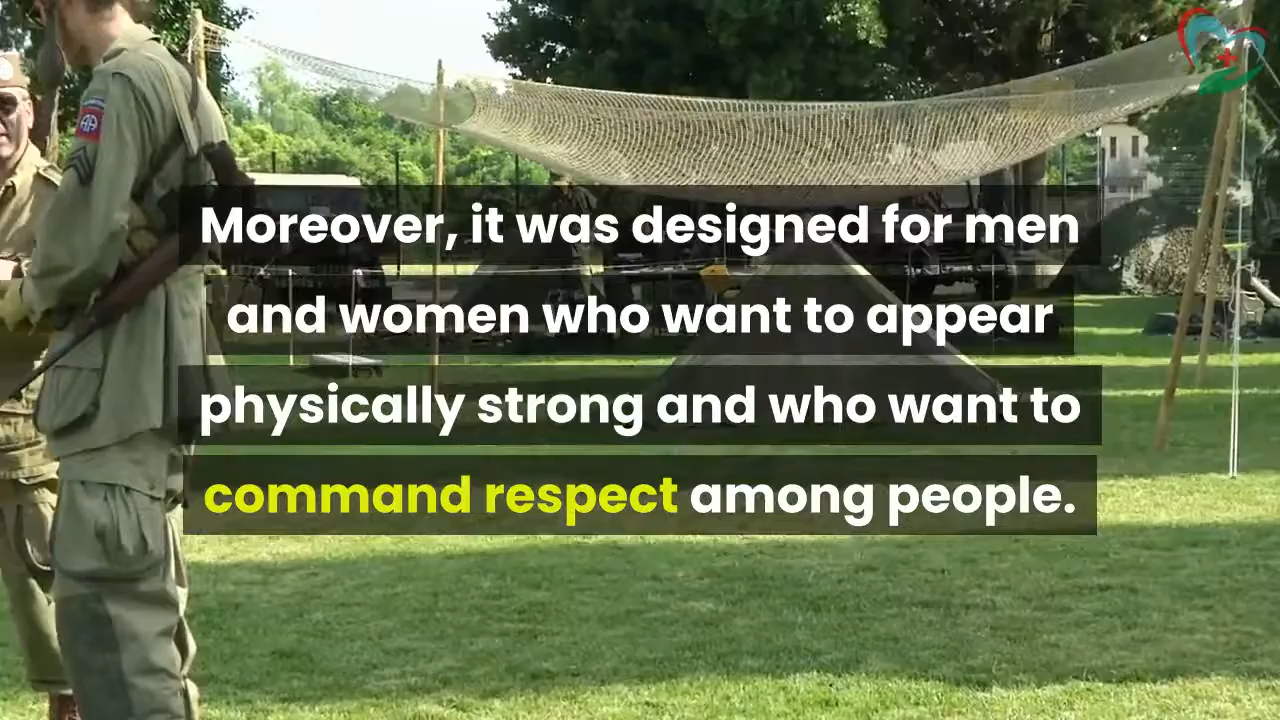 Moreover, it was designed for men
and women who want to appear
physically strong and who want to
command respect among people.
AA